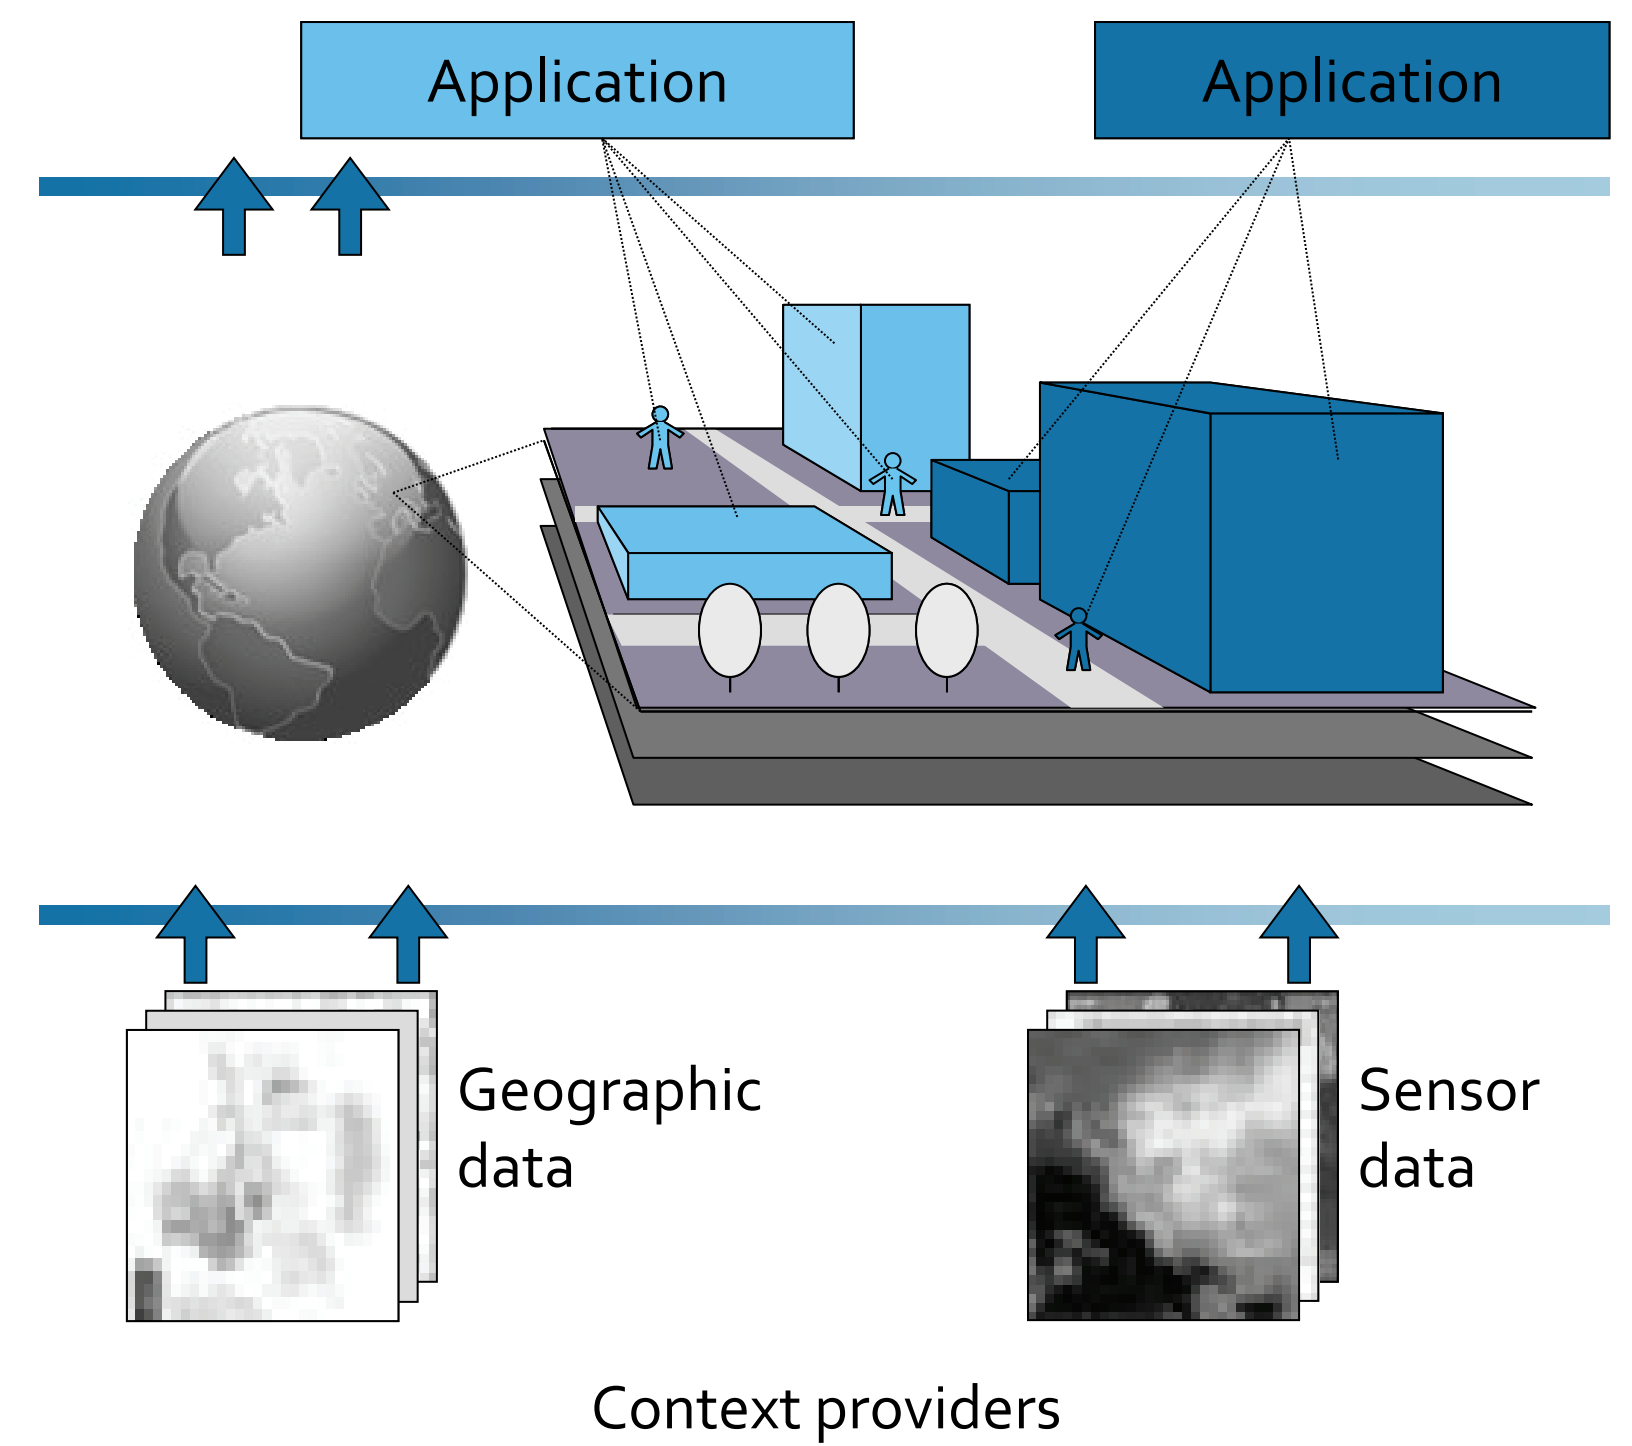 Application
Application
Geographic
data
Sensor
data
Context providers